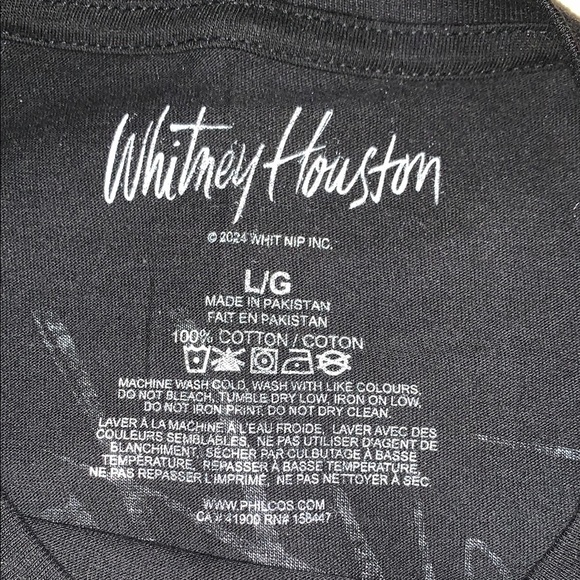 Whitney Houston
© 2024 WHIT NIP INC.
L/G
MADE IN PAKISTAN
FAIT EN PAKISTAN
100% COTTON / COTON
MACHINE WASH COLD, WASH WITH LIKE COLOURS,
DO NOT BLEACH, TUMBLE DRY LOW, IRON ON LOW,
DO NOT IRON PRINT, DO NOT DRY CLEAN.
LAVER À LA MACHINE À L'EAU FROIDE, LAVER AVEC DES
COULEURS SEMBLABLES, NE PAS UTILISER D'AGENT DE
BLANCHIMENT, SÉCHER PAR CULBUTAGE À BASSE
TEMPÉRATURE, REPASSER À BASSE TEMPÉRATURE,
NE PAS REPASSER L'IMPRIMÉ, NE PAS NETTOYER À SEC
WWW.PHILCOS.COM
CA # 41900 RN# 158447